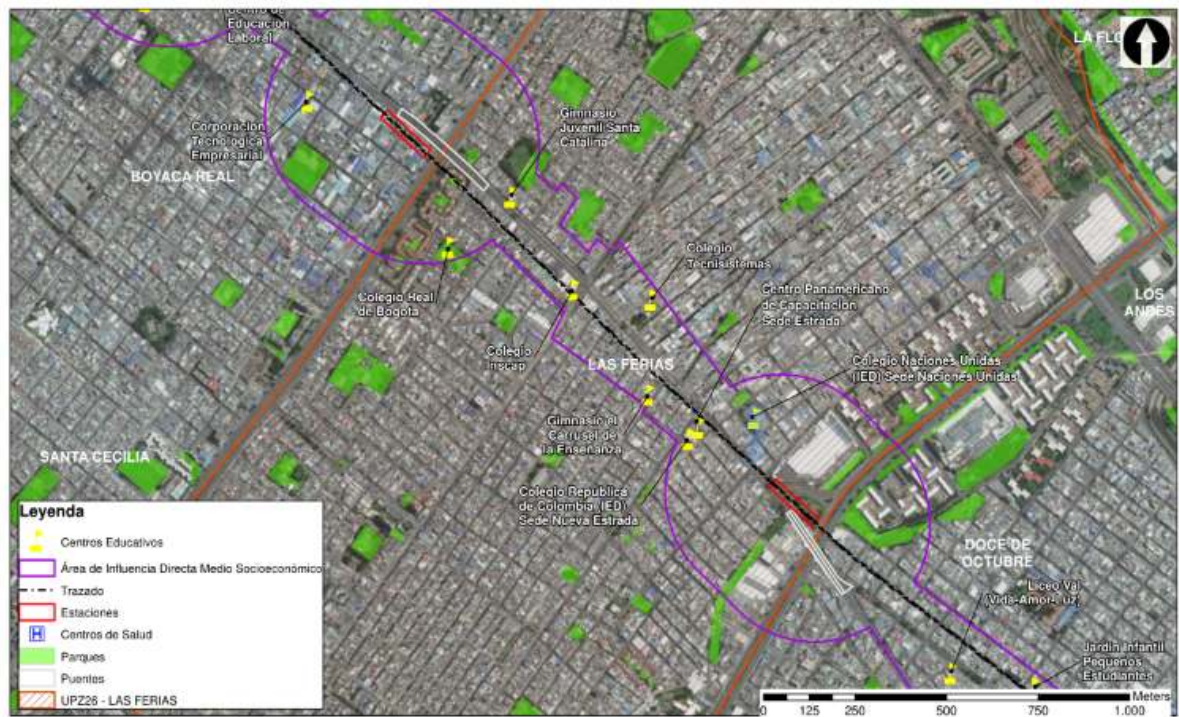 Centro de
Educación
Laboral
LA FLO
Corporación
Tecnológica
Empresarial
Gimnasio
Juvenil Santa
Catalina
BOYACA REAL
Colegio
Tecnisistemas
Centro Panamericano
de Capacitación
Sede Estrada
Colegio Real
de Bogotá
LOS
ANDES
Colegio
Inscap
LAS FERIAS
Colegio Naciones Unidas
(IED) Sede Naciones Unidas
Gimnasio el
Carrusel de
la Enseñanza
SANTA CECILIA
Colegio República
de Colombia (IED)
Sede Nueva Estrada
DOCE DE
OCTUBRE
Liceo Val
(Vida-Amor-Luz)
Jardín Infantil
Pequeños
Estudiantes
Leyenda
Centros Educativos
Área de Influencia Directa Medio Socioeconómico
Trazado
Estaciones
H Centros de Salud
Parques
Puentes
UPZ26 - LAS FERIAS
Meters
0 125 250 500 750 1.000